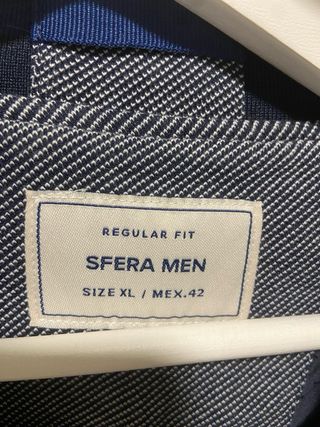 REGULAR FIT
SFERA MEN
SIZE XL / MEX.42